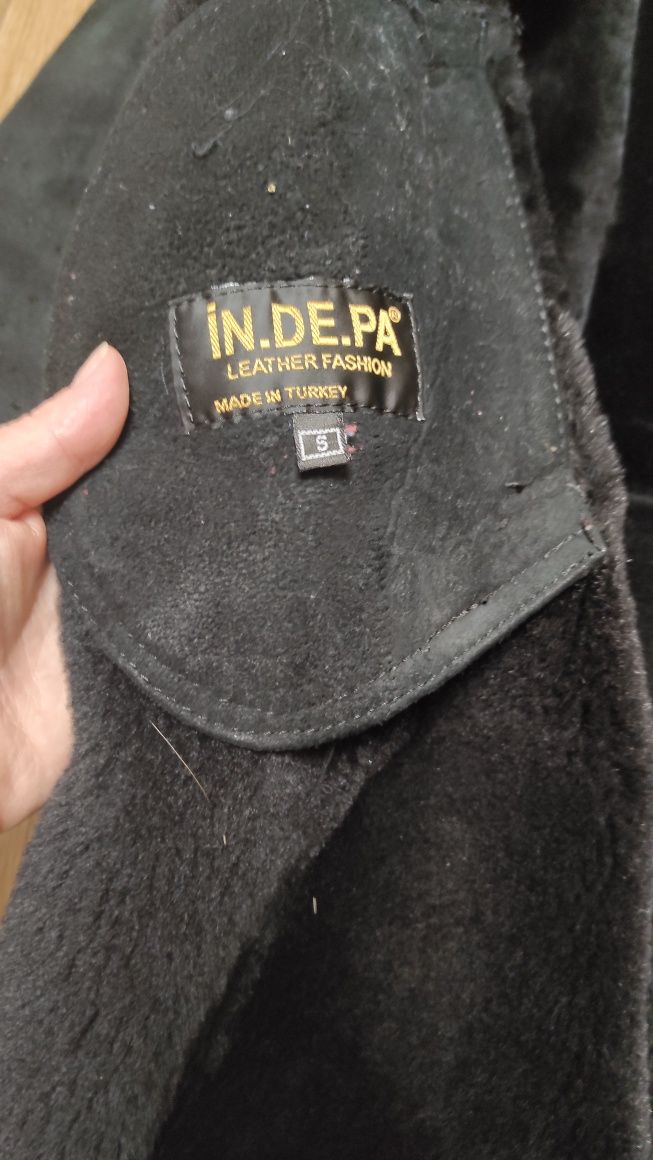 İN.DE.PA®
LEATHER FASHION
MADE IN TURKEY
S